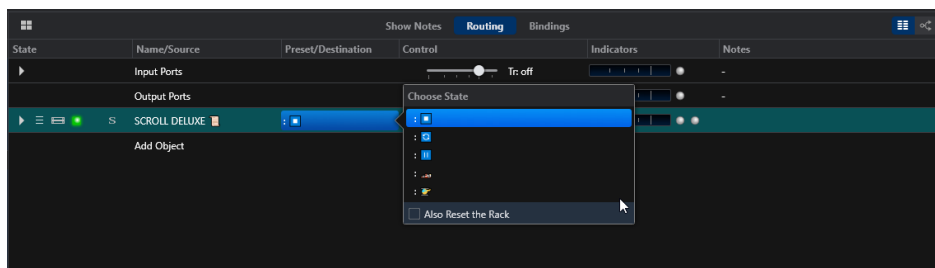 Show Notes Routing Bindings
State Name/Source Preset/Destination Control Indicators Notes
Input Ports Tr: off -
Output Ports -
S SCROLL DELUXE 📜 :
Add Object
Choose State
:
:
:
:
:
Also Reset the Rack